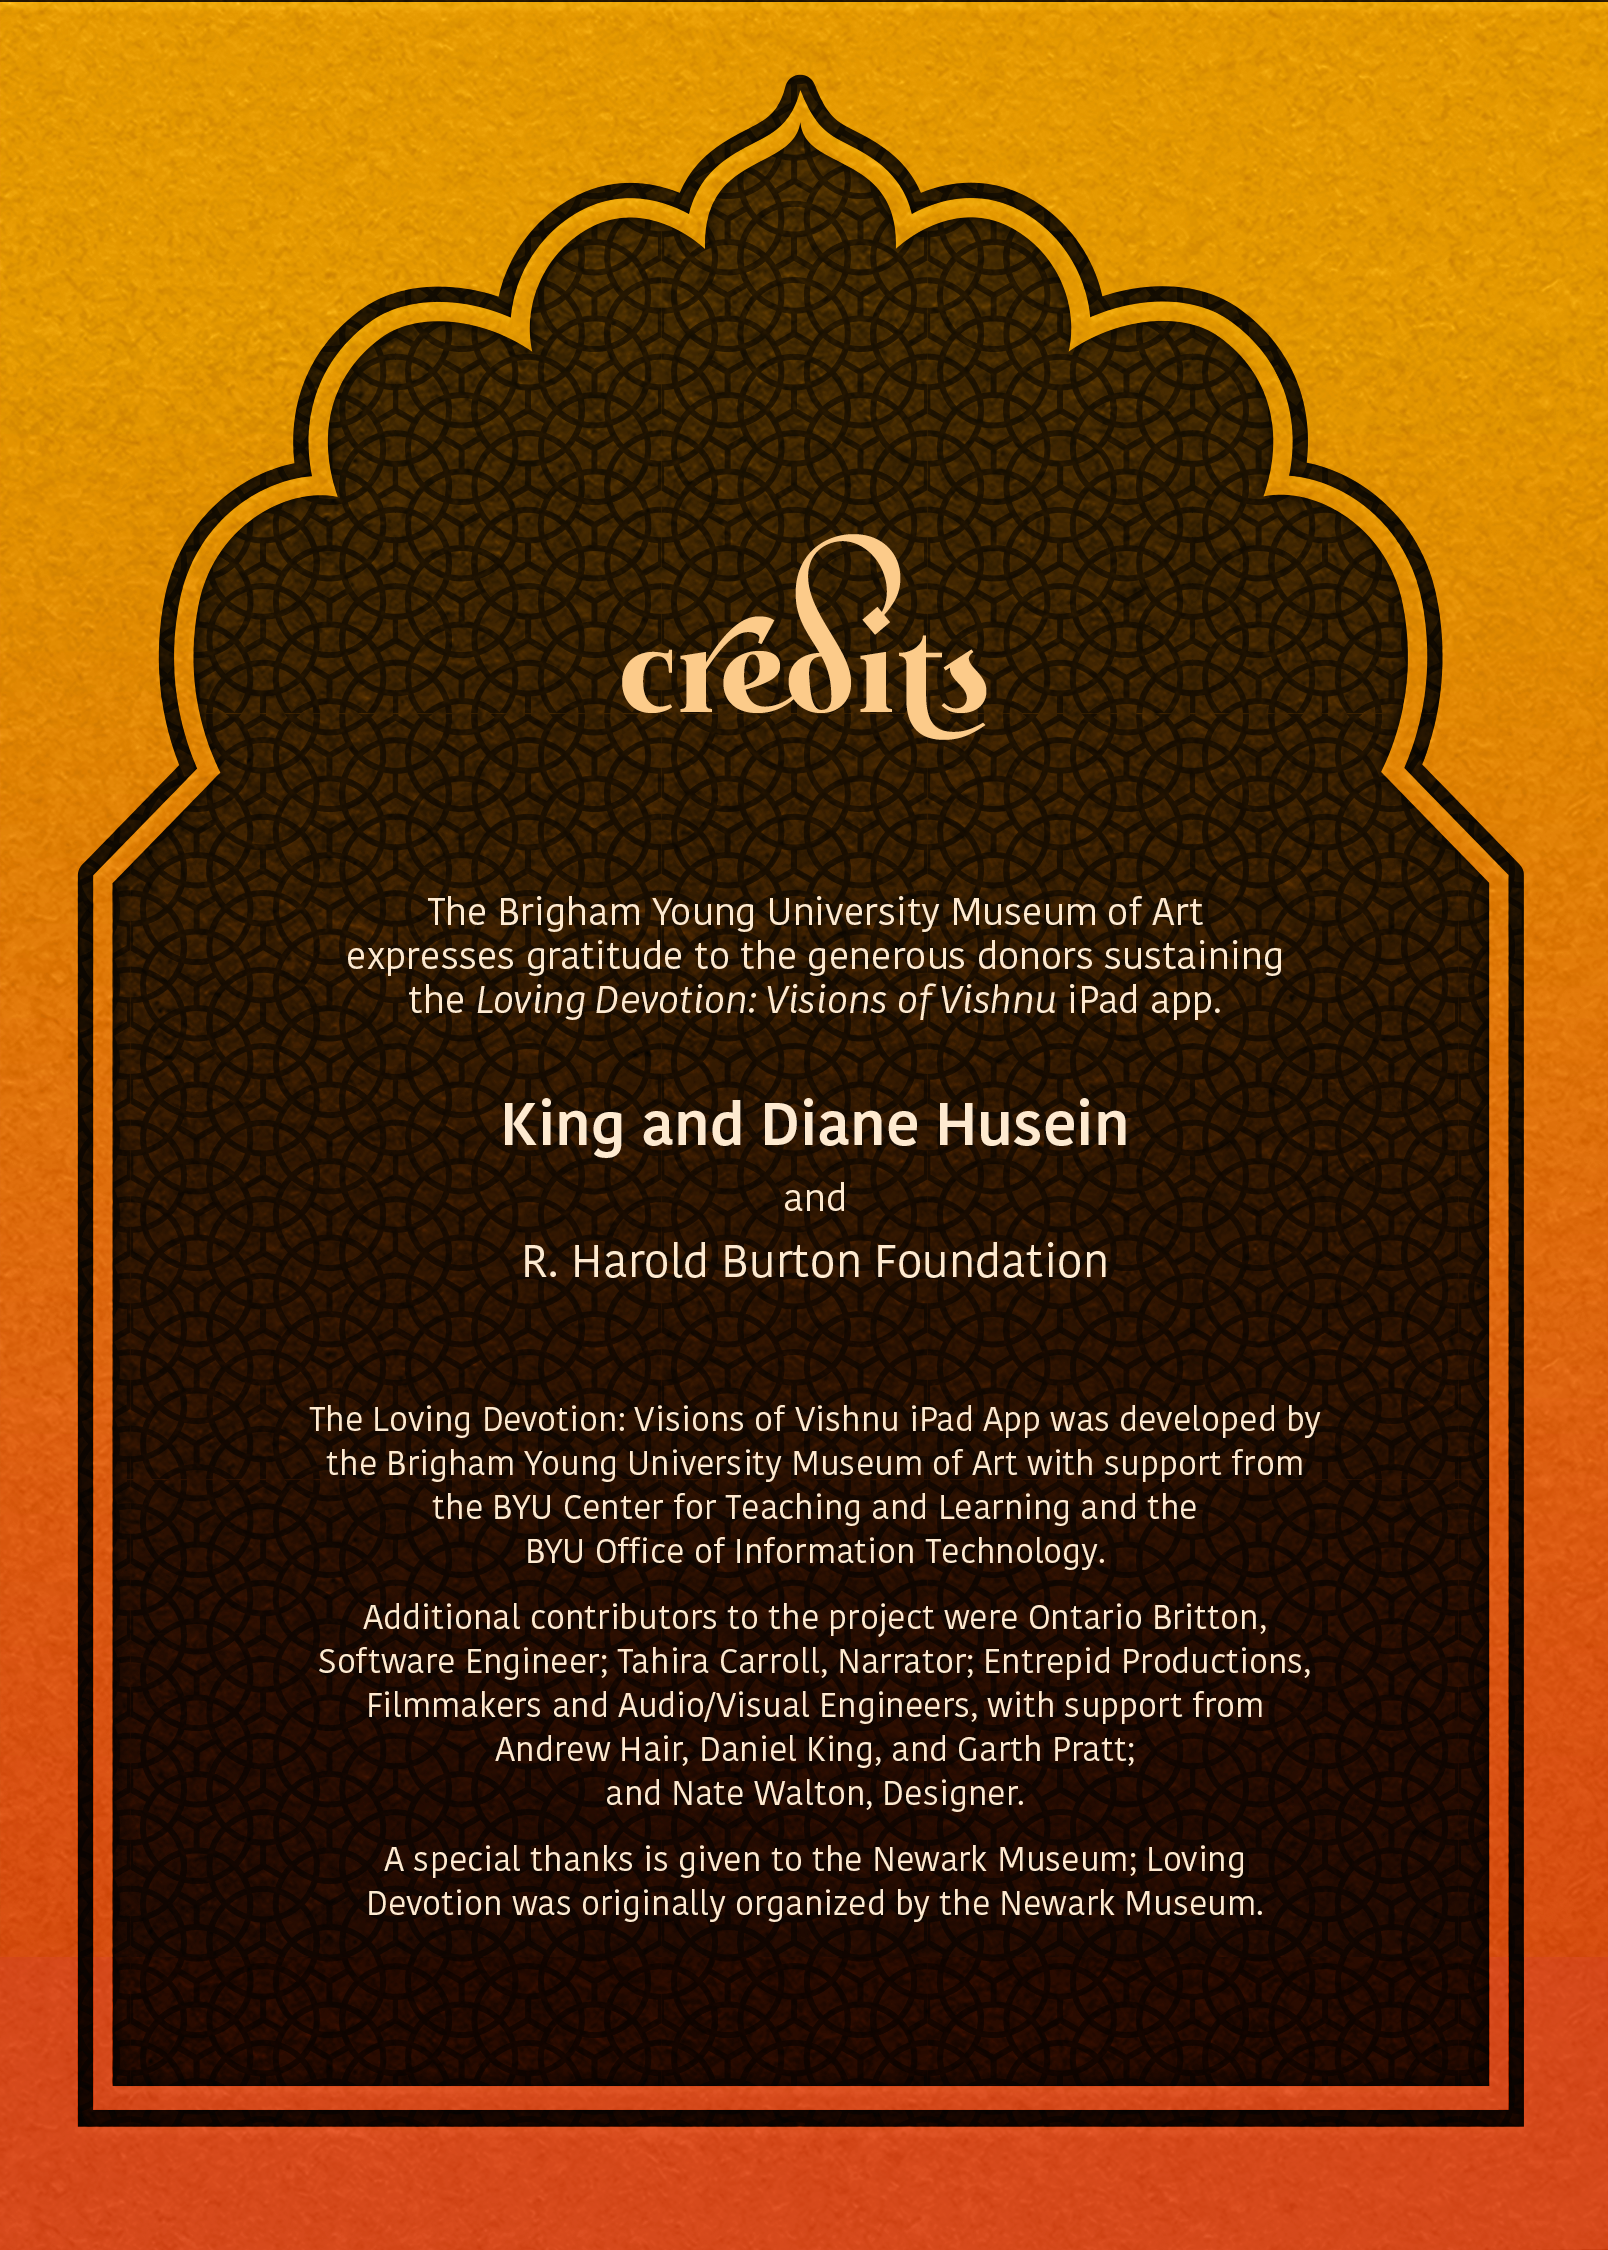 credits
The Brigham Young University Museum of Art
expresses gratitude to the generous donors sustaining
the Loving Devotion: Visions of Vishnu iPad app.
King and Diane Husein
and
R. Harold Burton Foundation
The Loving Devotion: Visions of Vishnu iPad App was developed by
the Brigham Young University Museum of Art with support from
the BYU Center for Teaching and Learning and the
BYU Office of Information Technology.
Additional contributors to the project were Ontario Britton,
Software Engineer; Tahira Carroll, Narrator; Entrepid Productions,
Filmmakers and Audio/Visual Engineers, with support from
Andrew Hair, Daniel King, and Garth Pratt;
and Nate Walton, Designer.
A special thanks is given to the Newark Museum; Loving
Devotion was originally organized by the Newark Museum.